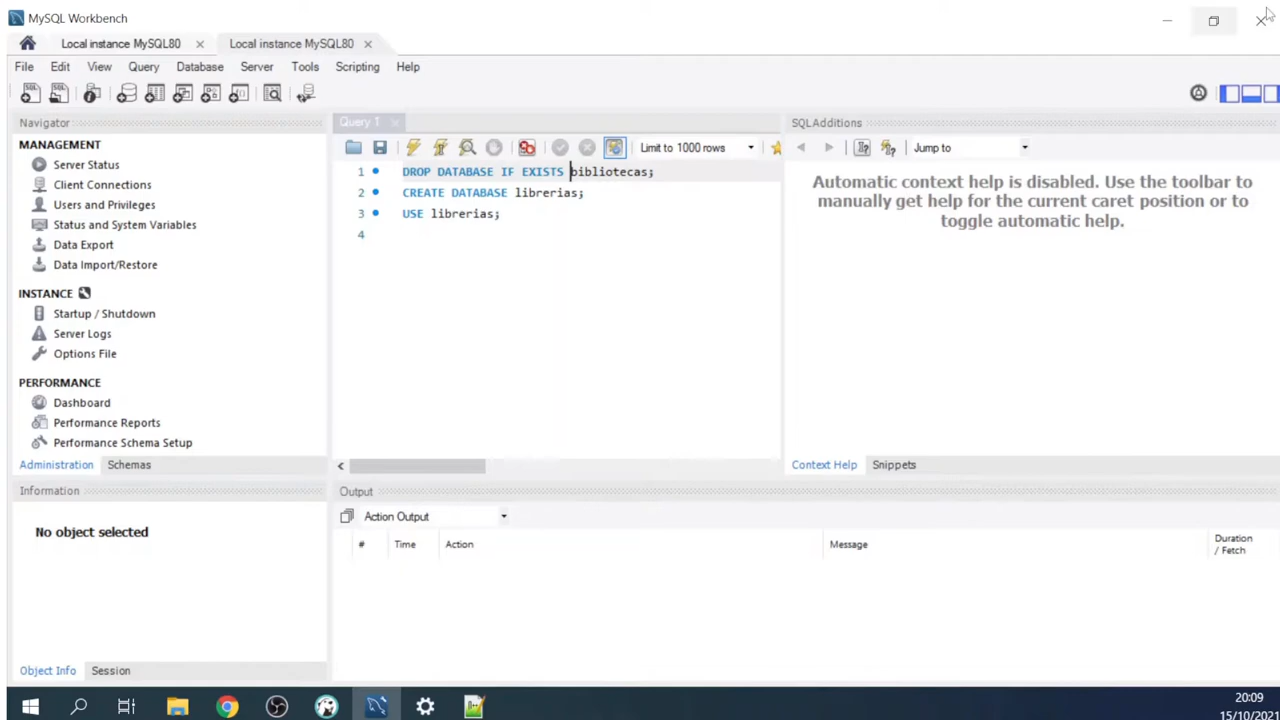 MySQL Workbench
Local instance MySQL80
Local instance MySQL80
File Edit View Query Database Server Tools Scripting Help
Navigator
MANAGEMENT
Server Status
Client Connections
Users and Privileges
Status and System Variables
Data Export
Data Import/Restore
INSTANCE
Startup / Shutdown
Server Logs
Options File
PERFORMANCE
Dashboard
Performance Reports
Performance Schema Setup
Administration Schemas
Information
No object selected
Object Info Session
Query 1
Limit to 1000 rows
1 DROP DATABASE IF EXISTS bibliotecas;
2 CREATE DATABASE librerias;
3 USE librerias;
4
SQLAdditions
Jump to
Automatic context help is disabled. Use the toolbar to
manually get help for the current caret position or to
toggle automatic help.
Context Help Snippets
Output
Action Output
# Time Action Message Duration
/ Fetch
20:09
15/10/2021